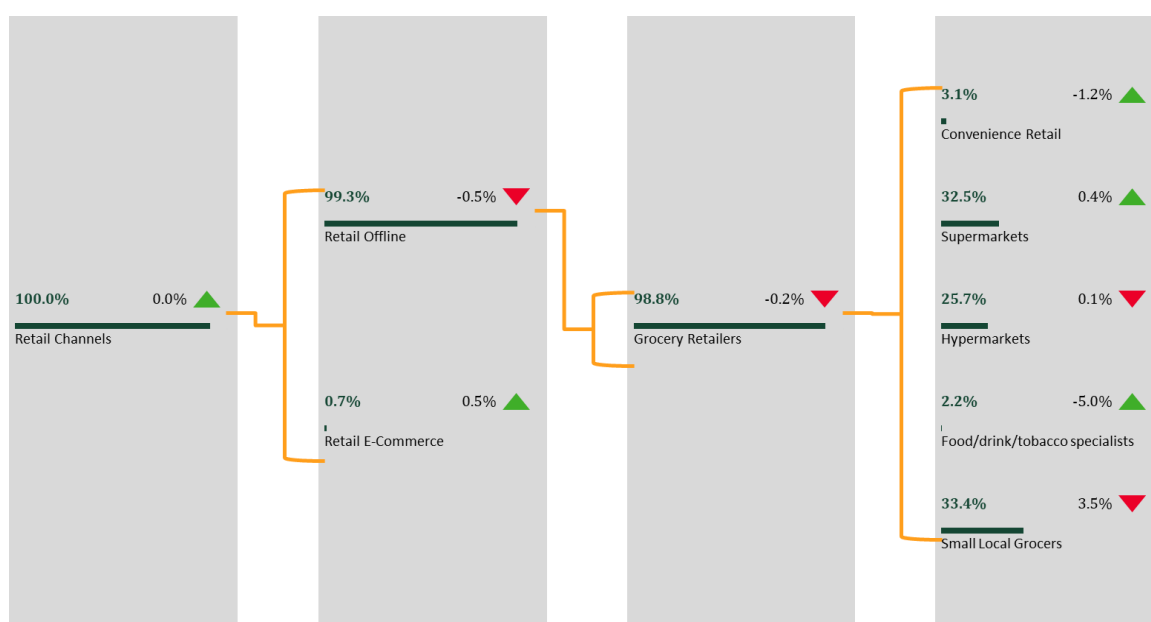 100.0% 0.0%
Retail Channels
99.3% -0.5%
Retail Offline
0.7% 0.5%
Retail E-Commerce
98.8% -0.2%
Grocery Retailers
3.1% -1.2%
Convenience Retail
32.5% 0.4%
Supermarkets
25.7% 0.1%
Hypermarkets
2.2% -5.0%
Food/drink/tobacco specialists
33.4% 3.5%
Small Local Grocers